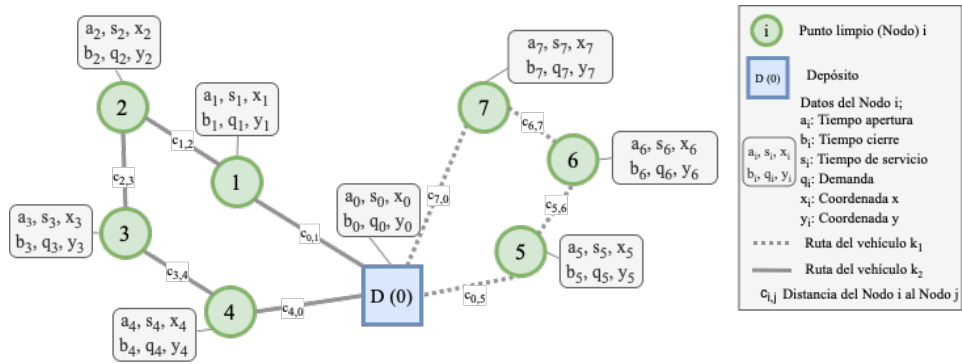 a₂, s₂, x₂
b₂, q₂, y₂
2
c₁,₂
a₁, s₁, x₁
b₁, q₁, y₁
1
c₂,₃
a₃, s₃, x₃
b₃, q₃, y₃
3
c₀,₁
c₃,₄
4
c₄,₀
a₄, s₄, x₄
b₄, q₄, y₄
a₀, s₀, x₀
b₀, q₀, y₀
D (0)
a₇, s₇, x₇
b₇, q₇, y₇
7
c₆,₇
6
a₆, s₆, x₆
b₆, q₆, y₆
c₇,₀
c₅,₆
5
a₅, s₅, x₅
b₅, q₅, y₅
c₀,₅
i
Punto limpio (Nodo) i
D (0)
Depósito
Datos del Nodo i;
aᵢ: Tiempo apertura
bᵢ: Tiempo cierre
sᵢ: Tiempo de servicio
qᵢ: Demanda
xᵢ: Coordenada x
yᵢ: Coordenada y
aᵢ, sᵢ, xᵢ
bᵢ, qᵢ, yᵢ
Ruta del vehículo k₁
Ruta del vehículo k₂
cᵢ,ⱼ Distancia del Nodo i al Nodo j